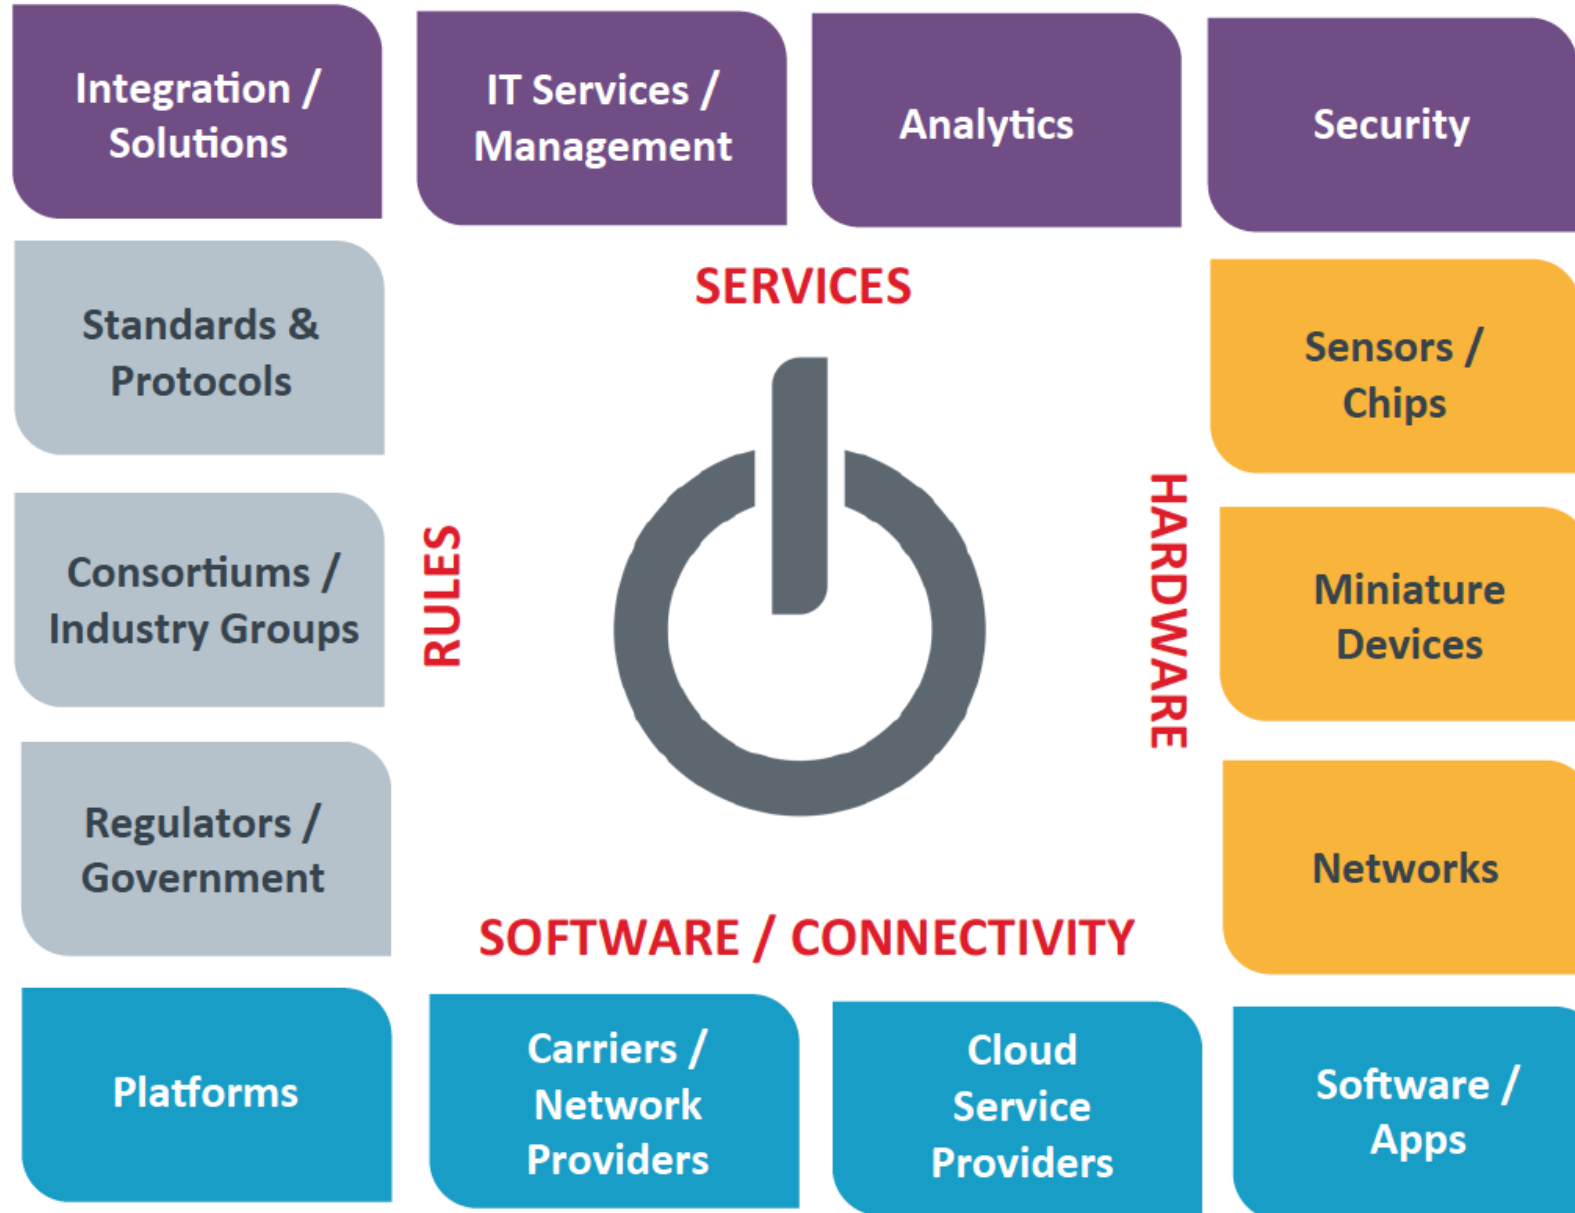 Integration /
Solutions
IT Services /
Management
Analytics
Security
SERVICES
Standards &
Protocols
Sensors /
Chips
Consortiums /
Industry Groups
RULES
HARDWARE
Miniature
Devices
Regulators /
Government
Networks
SOFTWARE / CONNECTIVITY
Platforms
Carriers /
Network
Providers
Cloud
Service
Providers
Software /
Apps